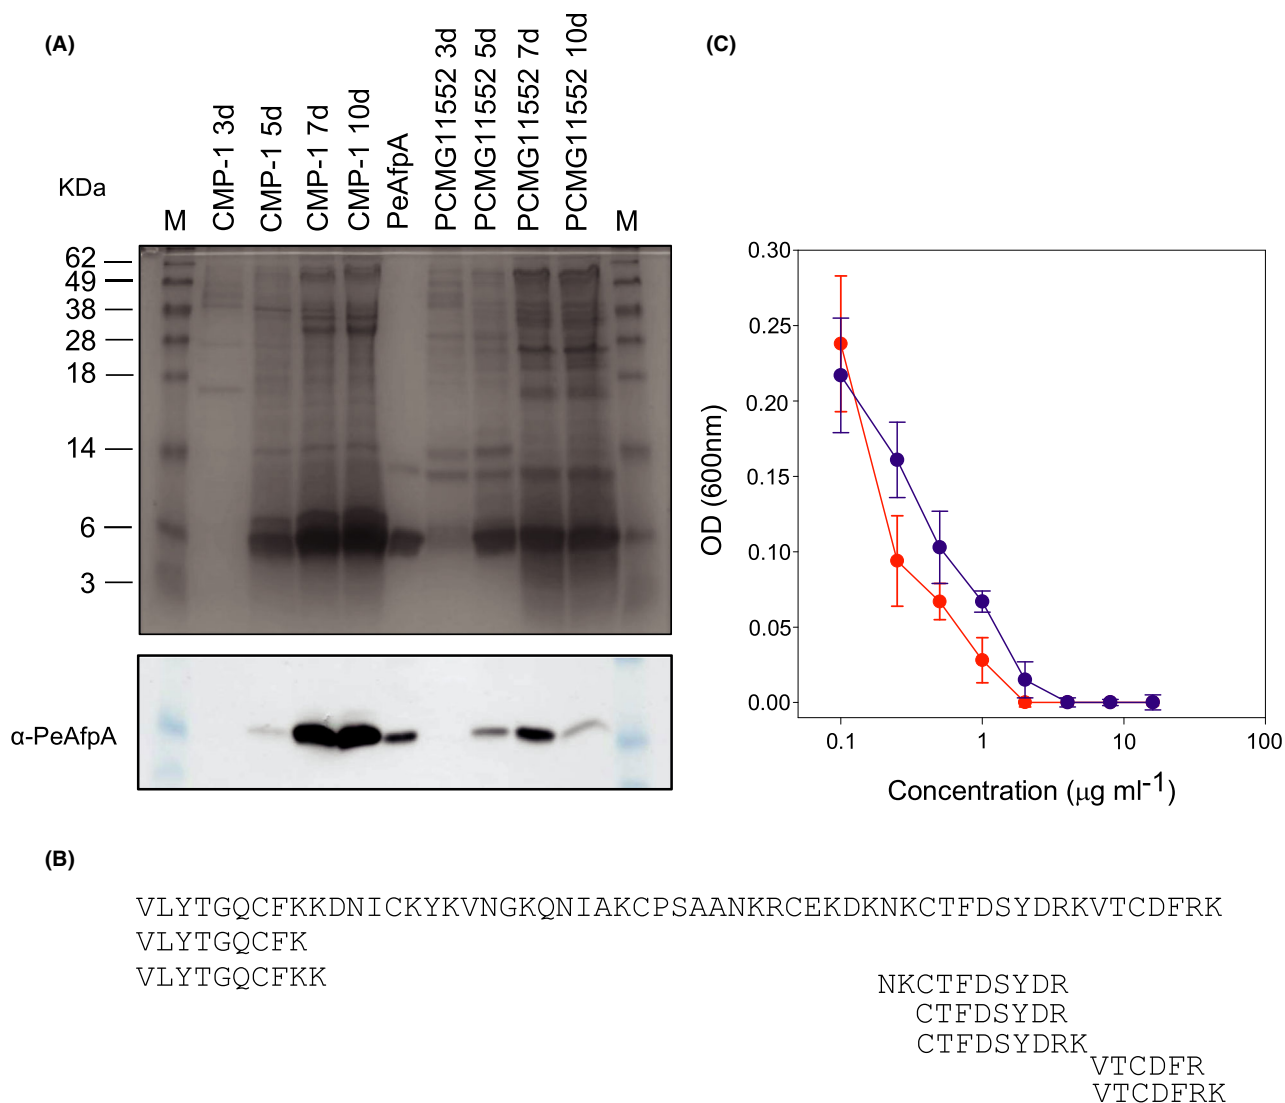 (A)
CMP-1 3d
CMP-1 5d
CMP-1 7d
CMP-1 10d
PeAfpA
PCMG11552 3d
PCMG11552 5d
PCMG11552 7d
PCMG11552 10d
KDa
M
M
62
49
38
28
18
14
6
3
α-PeAfpA
(C)
0.30
0.25
0.20
0.15
0.10
0.05
0.00
OD (600nm)
0.1
1
10
100
Concentration (μg ml-1)
(B)
VLYTGQCFKKDNICKYKVNGKQNIAKCPSAANKRCEKDKNKCTFDSYDRKVTCDFRK
VLYTGQCFK
VLYTGQCFKK
NKCTFDSYDR
CTFDSYDR
CTFDSYDRK
VTCDFR
VTCDFRK